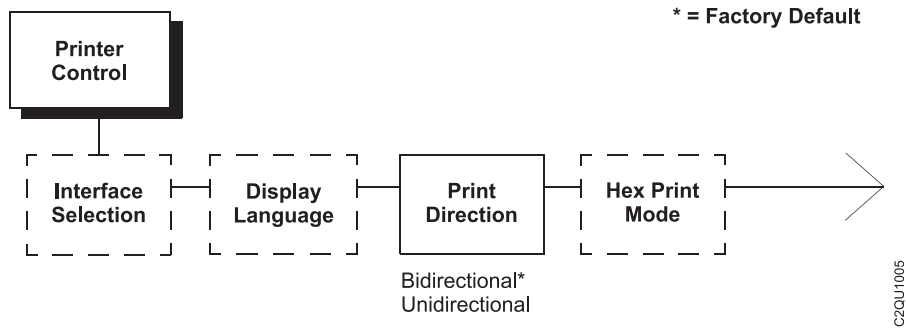 * = Factory Default
Printer
Control
Interface
Selection
Display
Language
Print
Direction
Hex Print
Mode
Bidirectional*
Unidirectional
C2QU1005